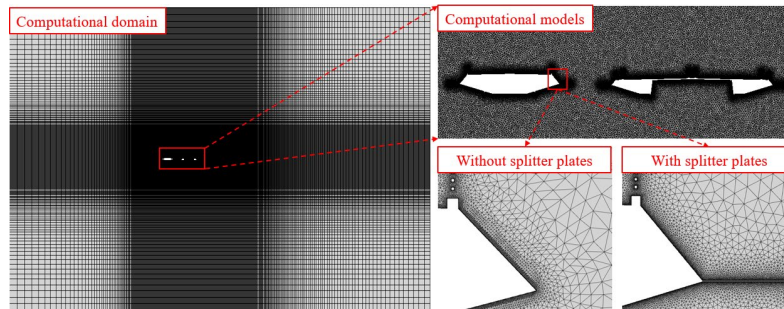 Computational domain
Computational models
Without splitter plates
With splitter plates